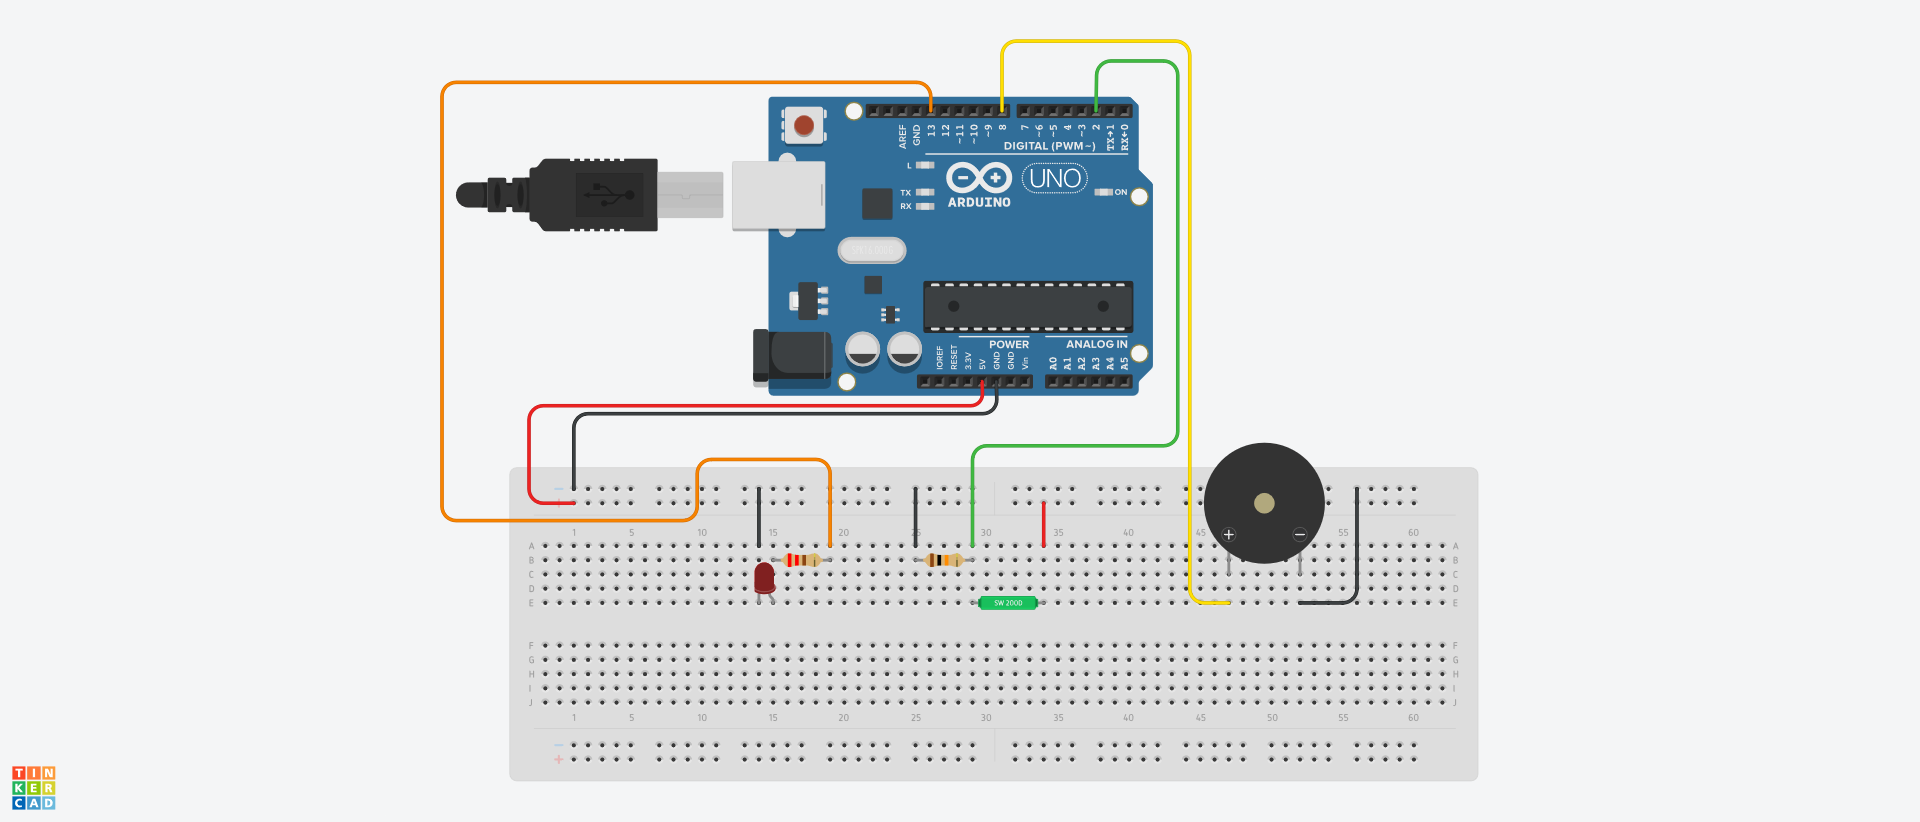 AREF
GND
13
12
~11
~10
~9
8
7
~6
~5
4
~3
2
TX→1
RX←0
DIGITAL (PWM~)
L
TX
RX
ON
UNO
ARDUINO
POWER
ANALOG IN
IOREF
RESET
3.3V
5V
GND
GND
Vin
A0
A1
A2
A3
A4
A5
+ −
1 5 10 15 20 25 30 35 40 45 55 60
A A
B B
C C
D D
E E
SW 200D
F F
G G
H H
I I
J J
1 5 10 15 20 25 30 35 40 45 50 55 60
−
+
TIN
KER
CAD